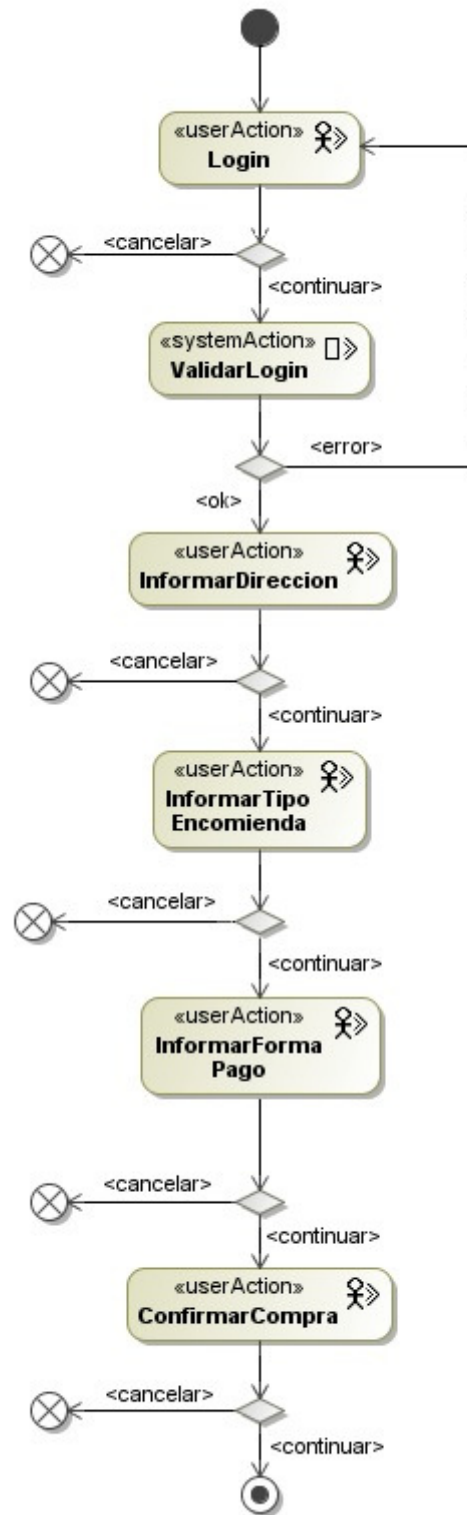 «userAction»
Login
<cancelar>
<continuar>
«systemAction»
ValidarLogin
<error>
<ok>
«userAction»
InformarDireccion
<cancelar>
<continuar>
«userAction»
InformarTipo
Encomienda
<cancelar>
<continuar>
«userAction»
InformarForma
Pago
<cancelar>
<continuar>
«userAction»
ConfirmarCompra
<cancelar>
<continuar>